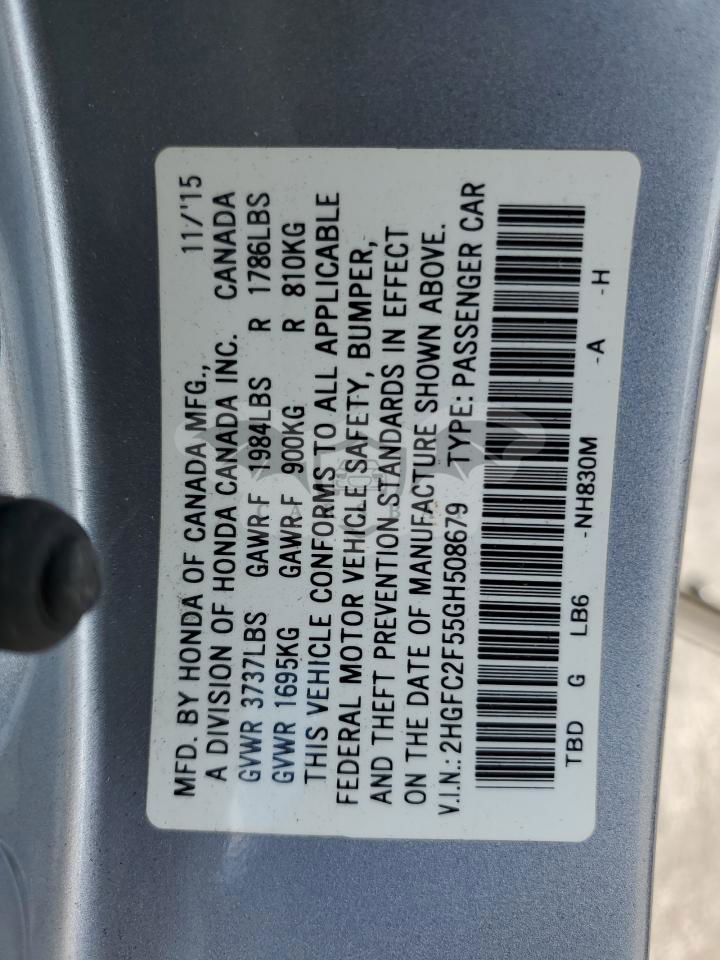 MFD. BY HONDA OF CANADA MFG., 11/'15
A DIVISION OF HONDA CANADA INC. CANADA
GVWR 3737LBS GAWR-F 1984LBS R 1786LBS
GVWR 1695KG GAWR-F 900KG R 810KG
THIS VEHICLE CONFORMS TO ALL APPLICABLE
FEDERAL MOTOR VEHICLE SAFETY, BUMPER,
AND THEFT PREVENTION STANDARDS IN EFFECT
ON THE DATE OF MANUFACTURE SHOWN ABOVE.
V.I.N.: 2HGFC2F55GH508679 TYPE: PASSENGER CAR
TBD G LB6 -NH830M -A -H